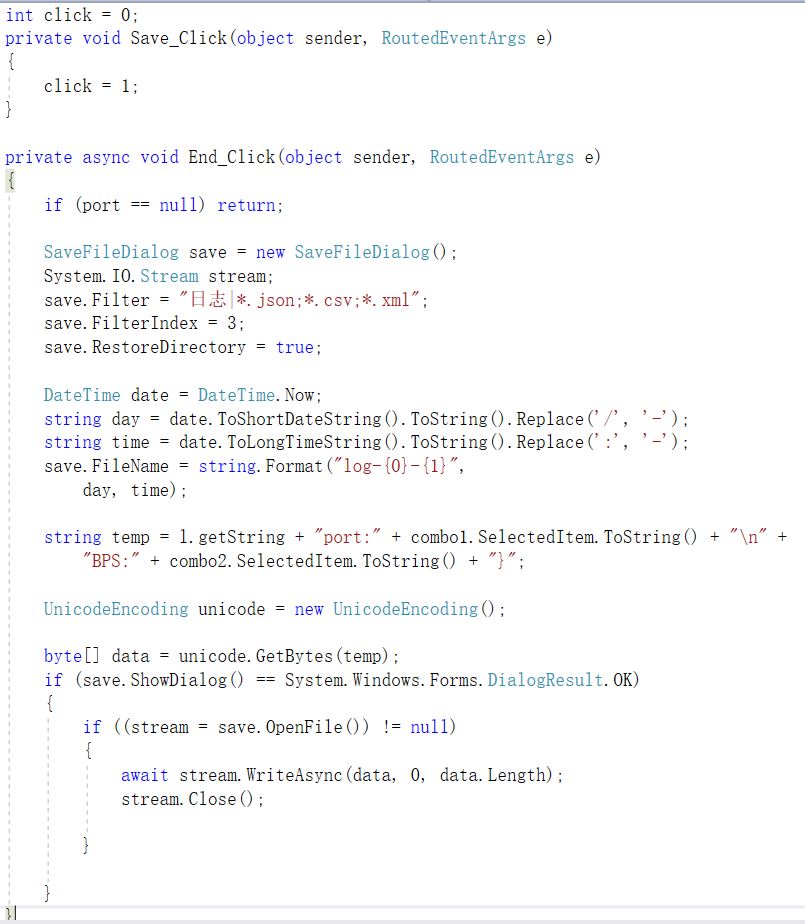 int click = 0;
private void Save_Click(object sender, RoutedEventArgs e)
{
    click = 1;
}

private async void End_Click(object sender, RoutedEventArgs e)
{
    if (port == null) return;

    SaveFileDialog save = new SaveFileDialog();
    System.IO.Stream stream;
    save.Filter = "日志|*.json;*.csv;*.xml";
    save.FilterIndex = 3;
    save.RestoreDirectory = true;

    DateTime date = DateTime.Now;
    string day = date.ToShortDateString().ToString().Replace('/', '-');
    string time = date.ToLongTimeString().ToString().Replace(':', '-');
    save.FileName = string.Format("log-{0}-{1}",
        day, time);

    string temp = l.getString + "port:" + combo1.SelectedItem.ToString() + "\n" +
        "BPS:" + combo2.SelectedItem.ToString() + "}";

    UnicodeEncoding unicode = new UnicodeEncoding();

    byte[] data = unicode.GetBytes(temp);
    if (save.ShowDialog() == System.Windows.Forms.DialogResult.OK)
    {
        if ((stream = save.OpenFile()) != null)
        {
            await stream.WriteAsync(data, 0, data.Length);
            stream.Close();

        }

    }
}